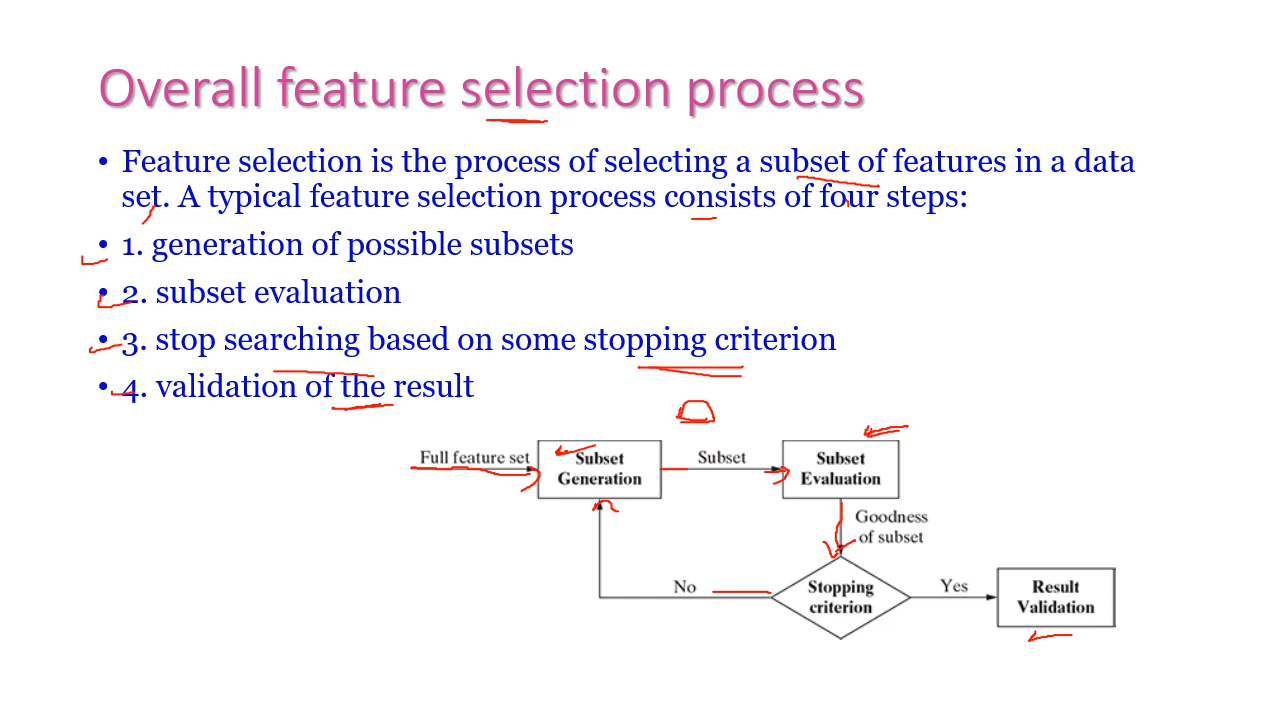 Overall feature selection process
• Feature selection is the process of selecting a subset of features in a data
set. A typical feature selection process consists of four steps:
• 1. generation of possible subsets
• 2. subset evaluation
• 3. stop searching based on some stopping criterion
• 4. validation of the result
Full feature set
Subset
Generation
Subset
Subset
Evaluation
Goodness
of subset
No
Stopping
criterion
Yes
Result
Validation